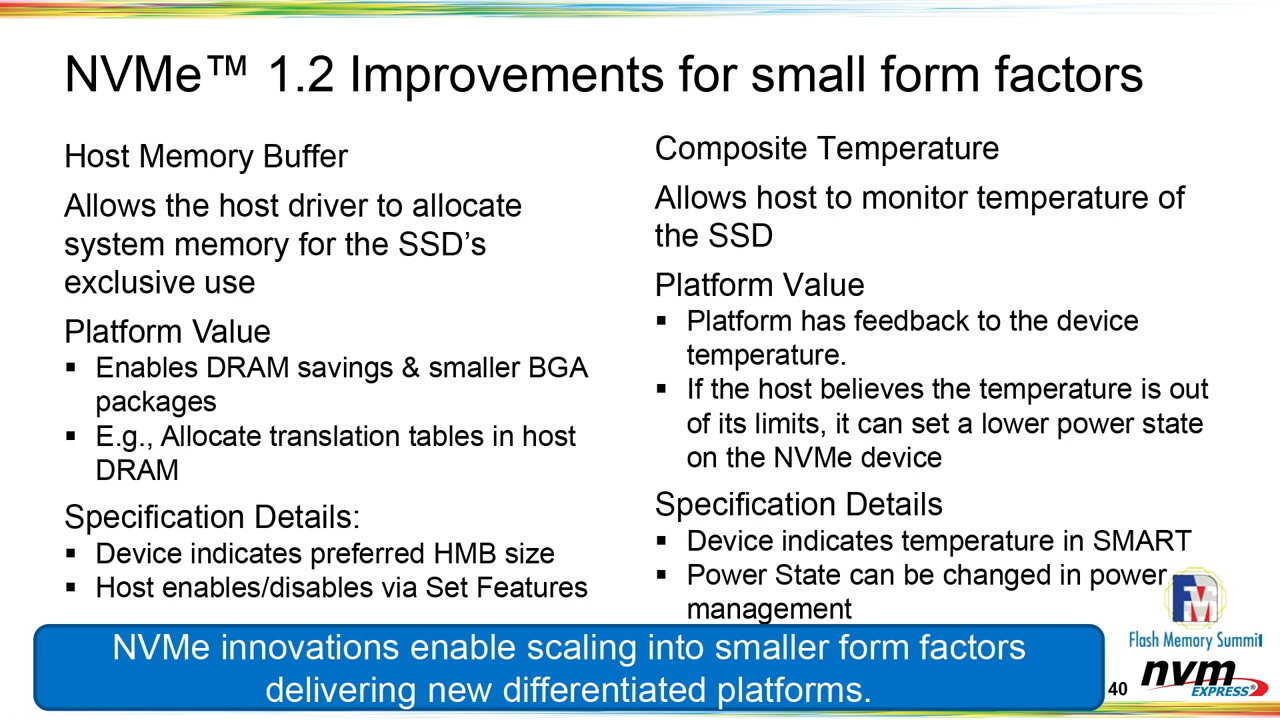 NVMe™ 1.2 Improvements for small form factors
Host Memory Buffer
Allows the host driver to allocate
system memory for the SSD’s
exclusive use
Platform Value
▪ Enables DRAM savings & smaller BGA
packages
▪ E.g., Allocate translation tables in host
DRAM
Specification Details:
▪ Device indicates preferred HMB size
▪ Host enables/disables via Set Features
Composite Temperature
Allows host to monitor temperature of
the SSD
Platform Value
▪ Platform has feedback to the device
temperature.
▪ If the host believes the temperature is out
of its limits, it can set a lower power state
on the NVMe device
Specification Details
▪ Device indicates temperature in SMART
▪ Power State can be changed in power
management
NVMe innovations enable scaling into smaller form factors
delivering new differentiated platforms.
FM
Flash Memory Summit
40
nvm
EXPRESS®